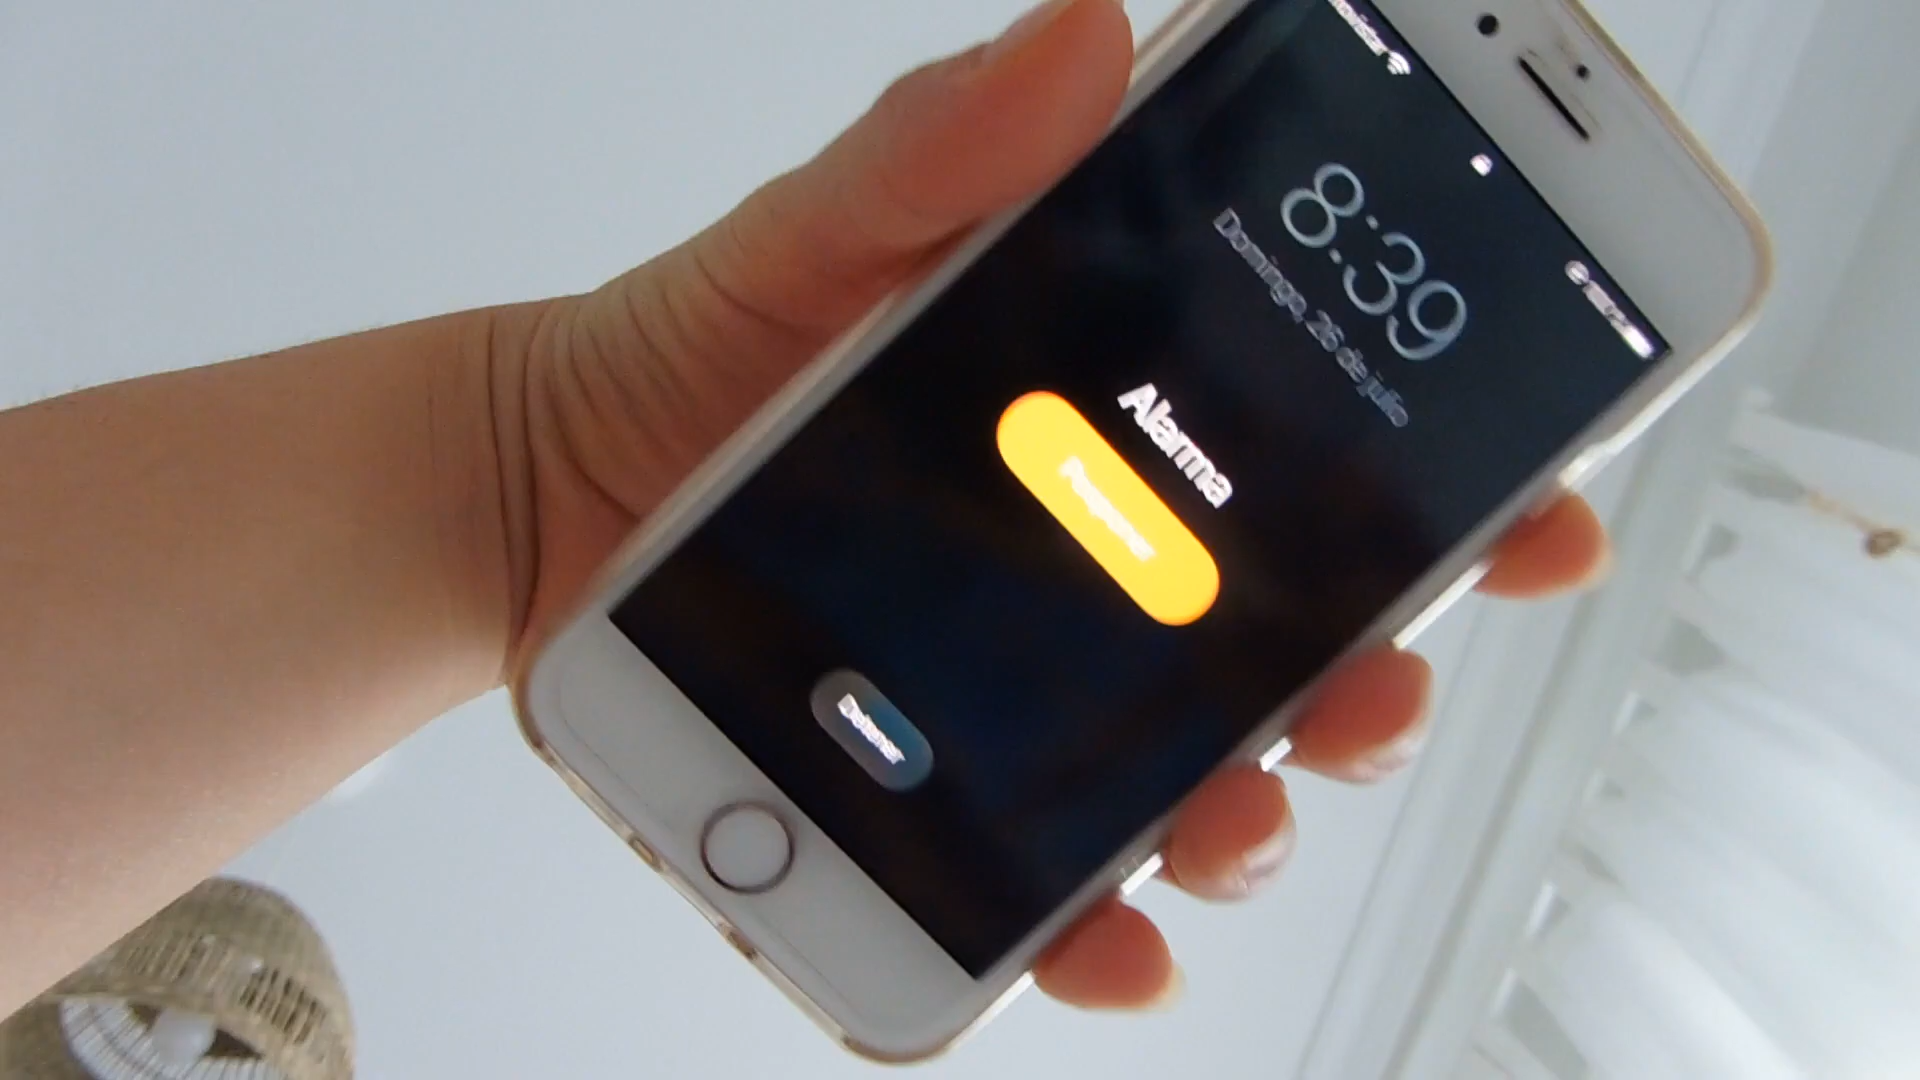 8:39
Domingo, 26 de julio
Alarma
Posponer
Detener